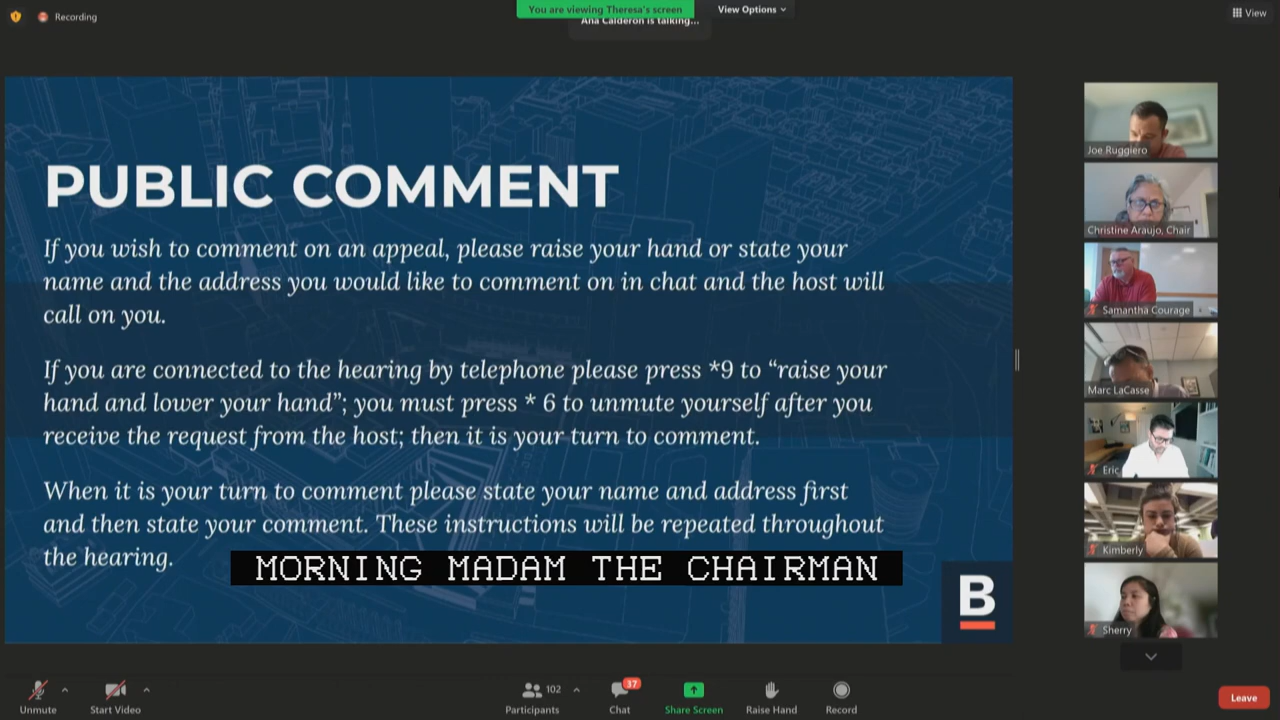 Recording
You are viewing Theresa's screen
View Options
View
Ana Calderon is talking...
PUBLIC COMMENT
If you wish to comment on an appeal, please raise your hand or state your
name and the address you would like to comment on in chat and the host will
call on you.
If you are connected to the hearing by telephone please press *9 to “raise your
hand and lower your hand”; you must press * 6 to unmute yourself after you
receive the request from the host; then it is your turn to comment.
When it is your turn to comment please state your name and address first
and then state your comment. These instructions will be repeated throughout
the hearing.
MORNING MADAM THE CHAIRMAN
B
Joe Ruggiero
Christine Araujo, Chair
Samantha Courage
Marc LaCasse
Eric
Kimberly
Sherry
Unmute
Start Video
102
Participants
37
Chat
Share Screen
Raise Hand
Record
Leave